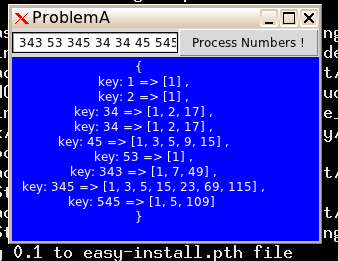 ProblemA
343 53 345 34 34 45 545
Process Numbers !
{
key: 1 => [1] ,
key: 2 => [1] ,
key: 34 => [1, 2, 17] ,
key: 34 => [1, 2, 17] ,
key: 45 => [1, 3, 5, 9, 15] ,
key: 53 => [1] ,
key: 343 => [1, 7, 49] ,
key: 345 => [1, 3, 5, 15, 23, 69, 115] ,
key: 545 => [1, 5, 109]
}
0.1 to easy-install.pth file